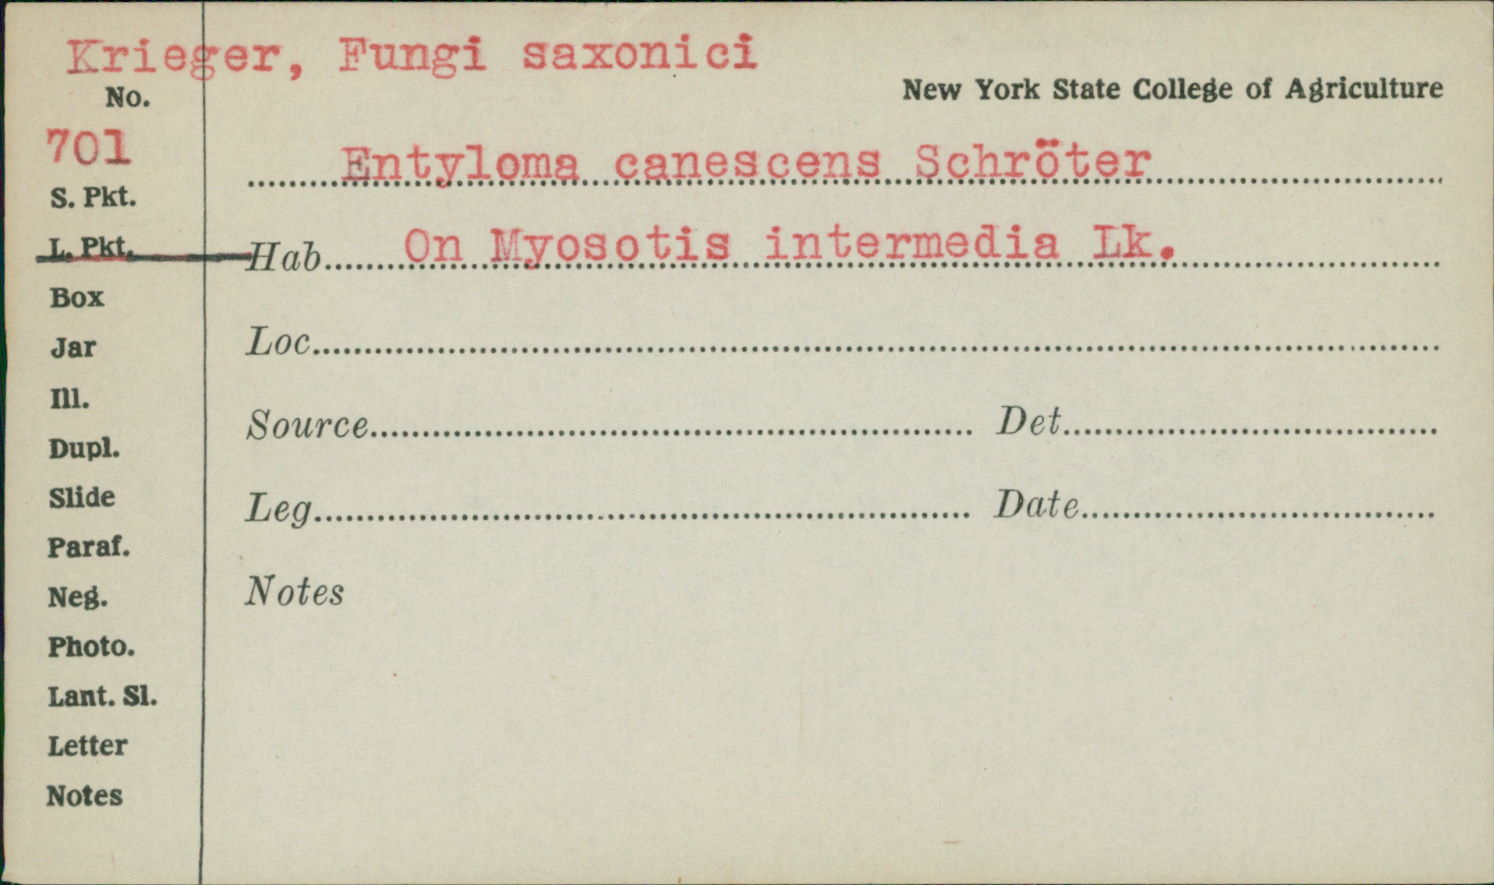 Krieger, Fungi saxonici
No.
New York State College of Agriculture
701
Entyloma canescens Schröter
S. Pkt.
L. Pkt.
Hab. On Myosotis intermedia Lk.
Box
Jar
Loc.
Ill.
Source Det.
Dupl.
Slide
Leg. Date
Paraf.
Neg.
Notes
Photo.
Lant. Sl.
Letter
Notes